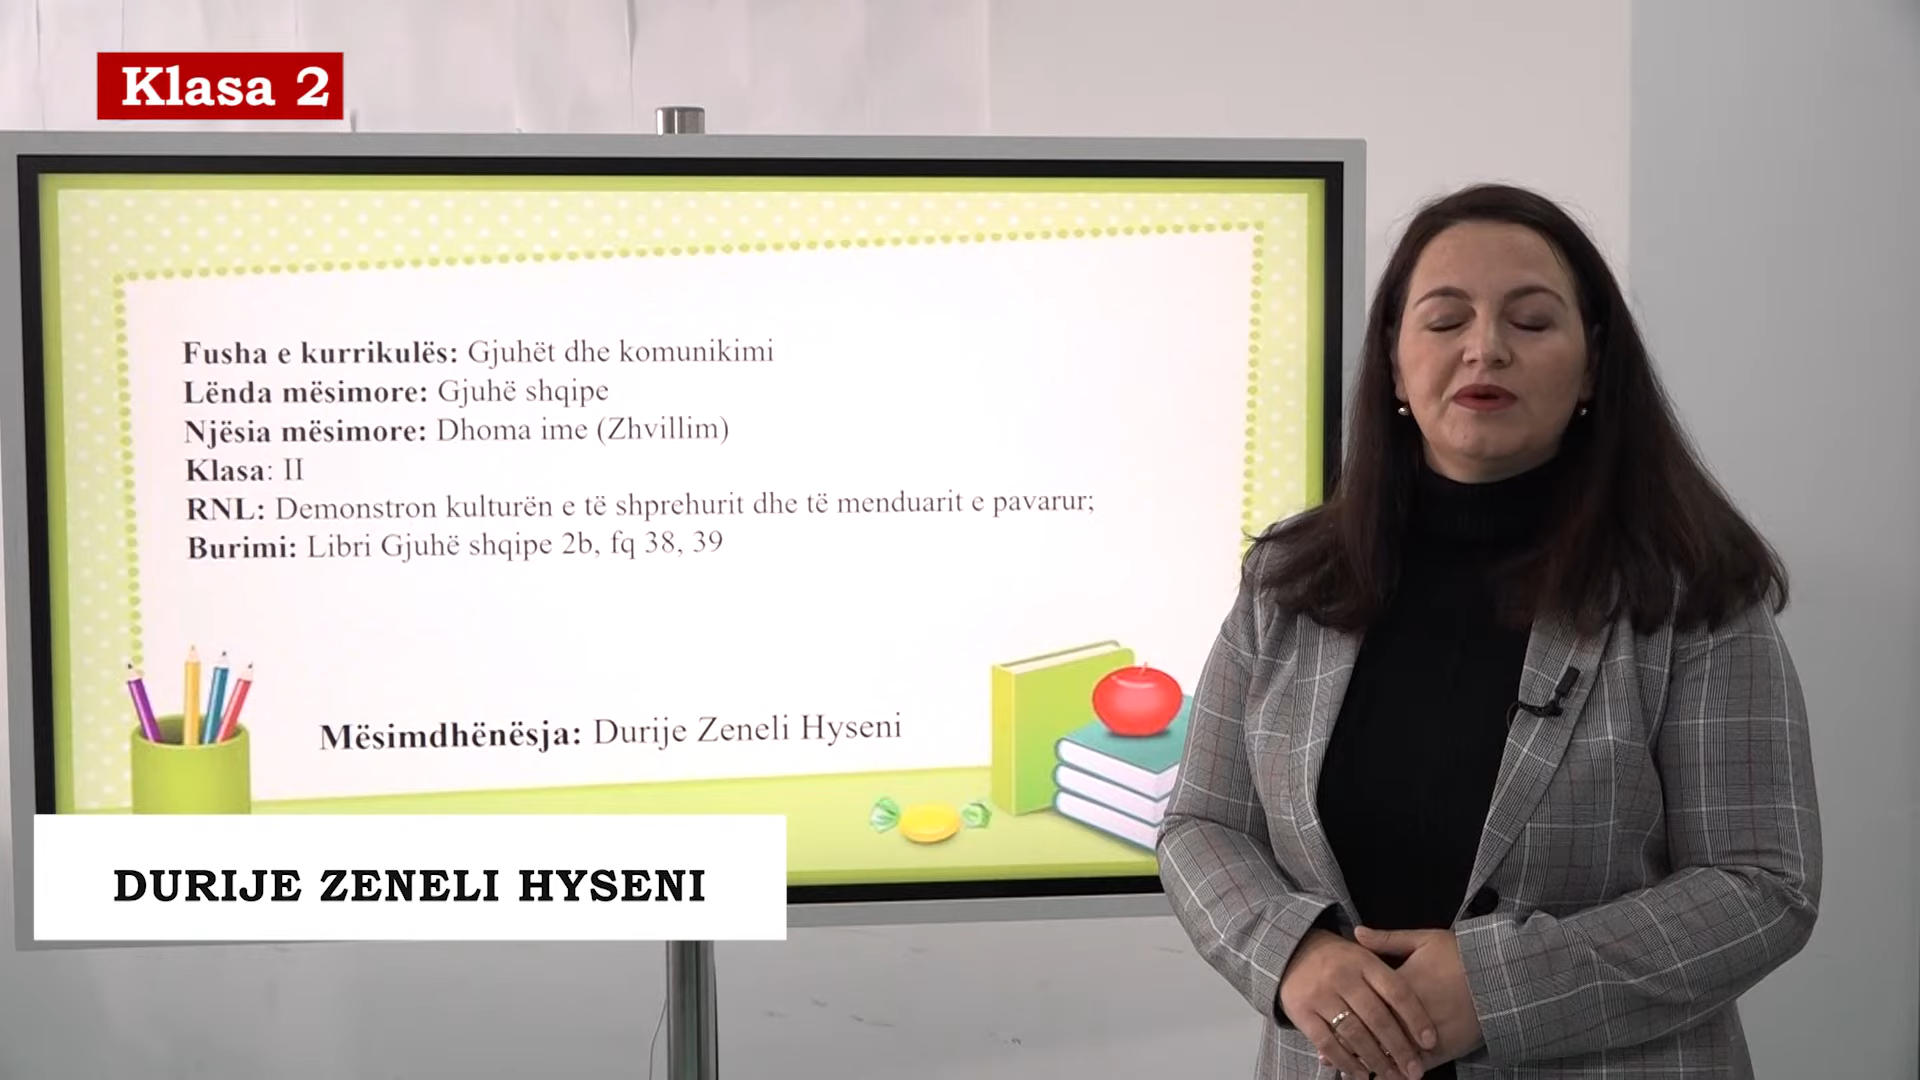 Klasa 2
Fusha e kurrikulës: Gjuhët dhe komunikimi
Lënda mësimore: Gjuhë shqipe
Njësia mësimore: Dhoma ime (Zhvillim)
Klasa: II
RNL: Demonstron kulturën e të shprehurit dhe të menduarit e pavarur;
Burimi: Libri Gjuhë shqipe 2b, fq 38, 39
Mësimdhënësja: Durije Zeneli Hyseni
DURIJE ZENELI HYSENI